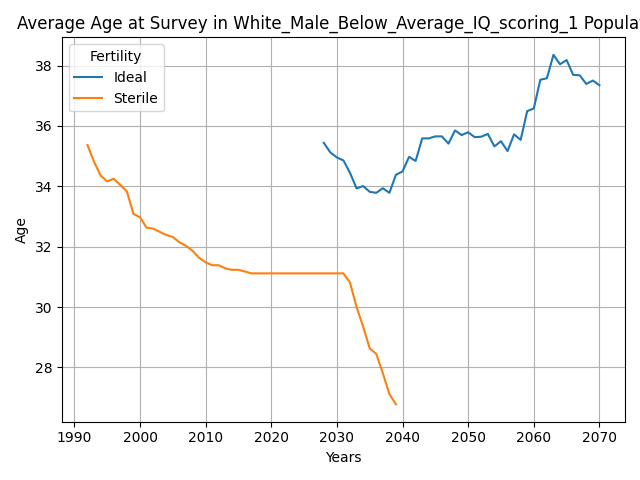 Average Age at Survey in White_Male_Below_Average_IQ_scoring_1 Popula
Fertility
Ideal
Sterile
38
36
34
32
30
28
Age
1990 2000 2010 2020 2030 2040 2050 2060 2070
Years